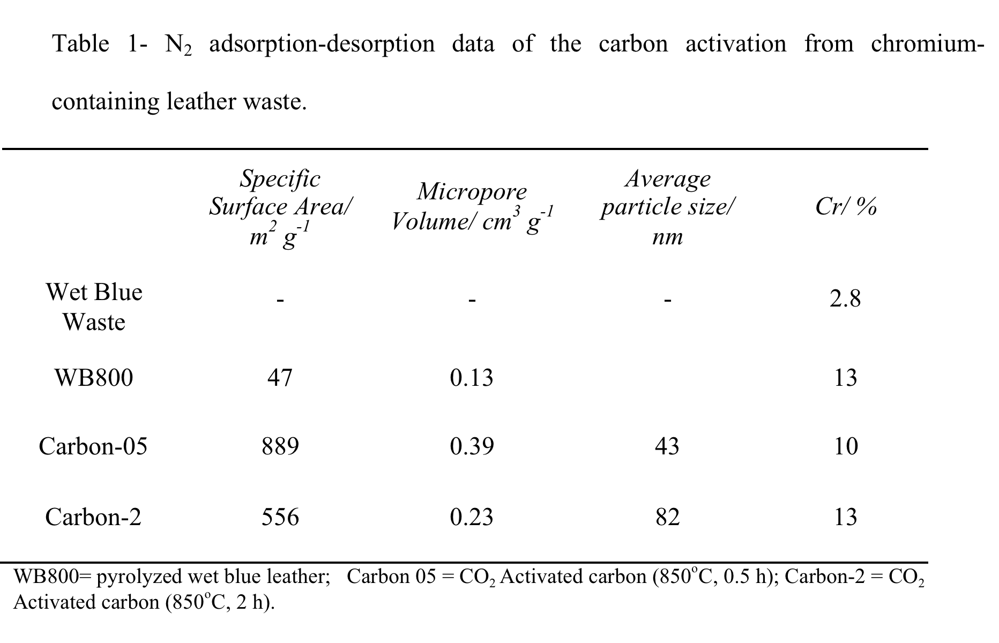 Table 1- N2 adsorption-desorption data of the carbon activation from chromium-
containing leather waste.
Specific Surface Area/ m2 g-1 Micropore Volume/ cm3 g-1 Average particle size/ nm Cr/ %
Wet Blue Waste - - - 2.8
WB800 47 0.13 13
Carbon-05 889 0.39 43 10
Carbon-2 556 0.23 82 13
WB800= pyrolyzed wet blue leather; Carbon 05 = CO2 Activated carbon (850oC, 0.5 h); Carbon-2 = CO2
Activated carbon (850oC, 2 h).